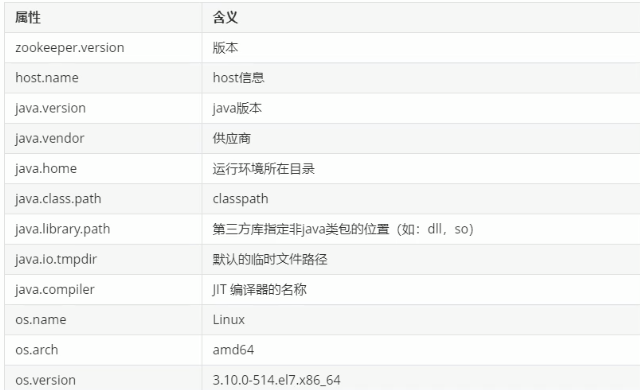 属性 含义
zookeeper.version 版本
host.name host信息
java.version java版本
java.vendor 供应商
java.home 运行环境所在目录
java.class.path classpath
java.library.path 第三方库指定非java类包的位置（如：dll，so）
java.io.tmpdir 默认的临时文件路径
java.compiler JIT 编译器的名称
os.name Linux
os.arch amd64
os.version 3.10.0-514.el7.x86_64